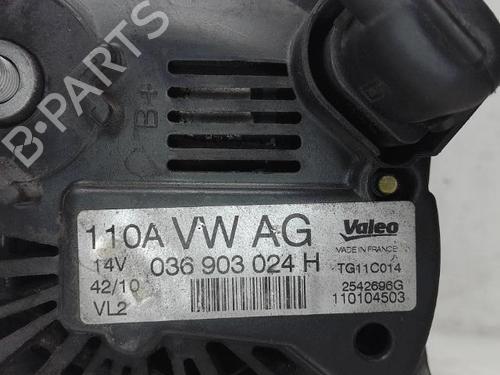 B-PARTS
B+
110A VW AG
14V 036 903 024 H
42/10
VL2
Valeo
MADE IN FRANCE
TG11C014
2542696G
110104503